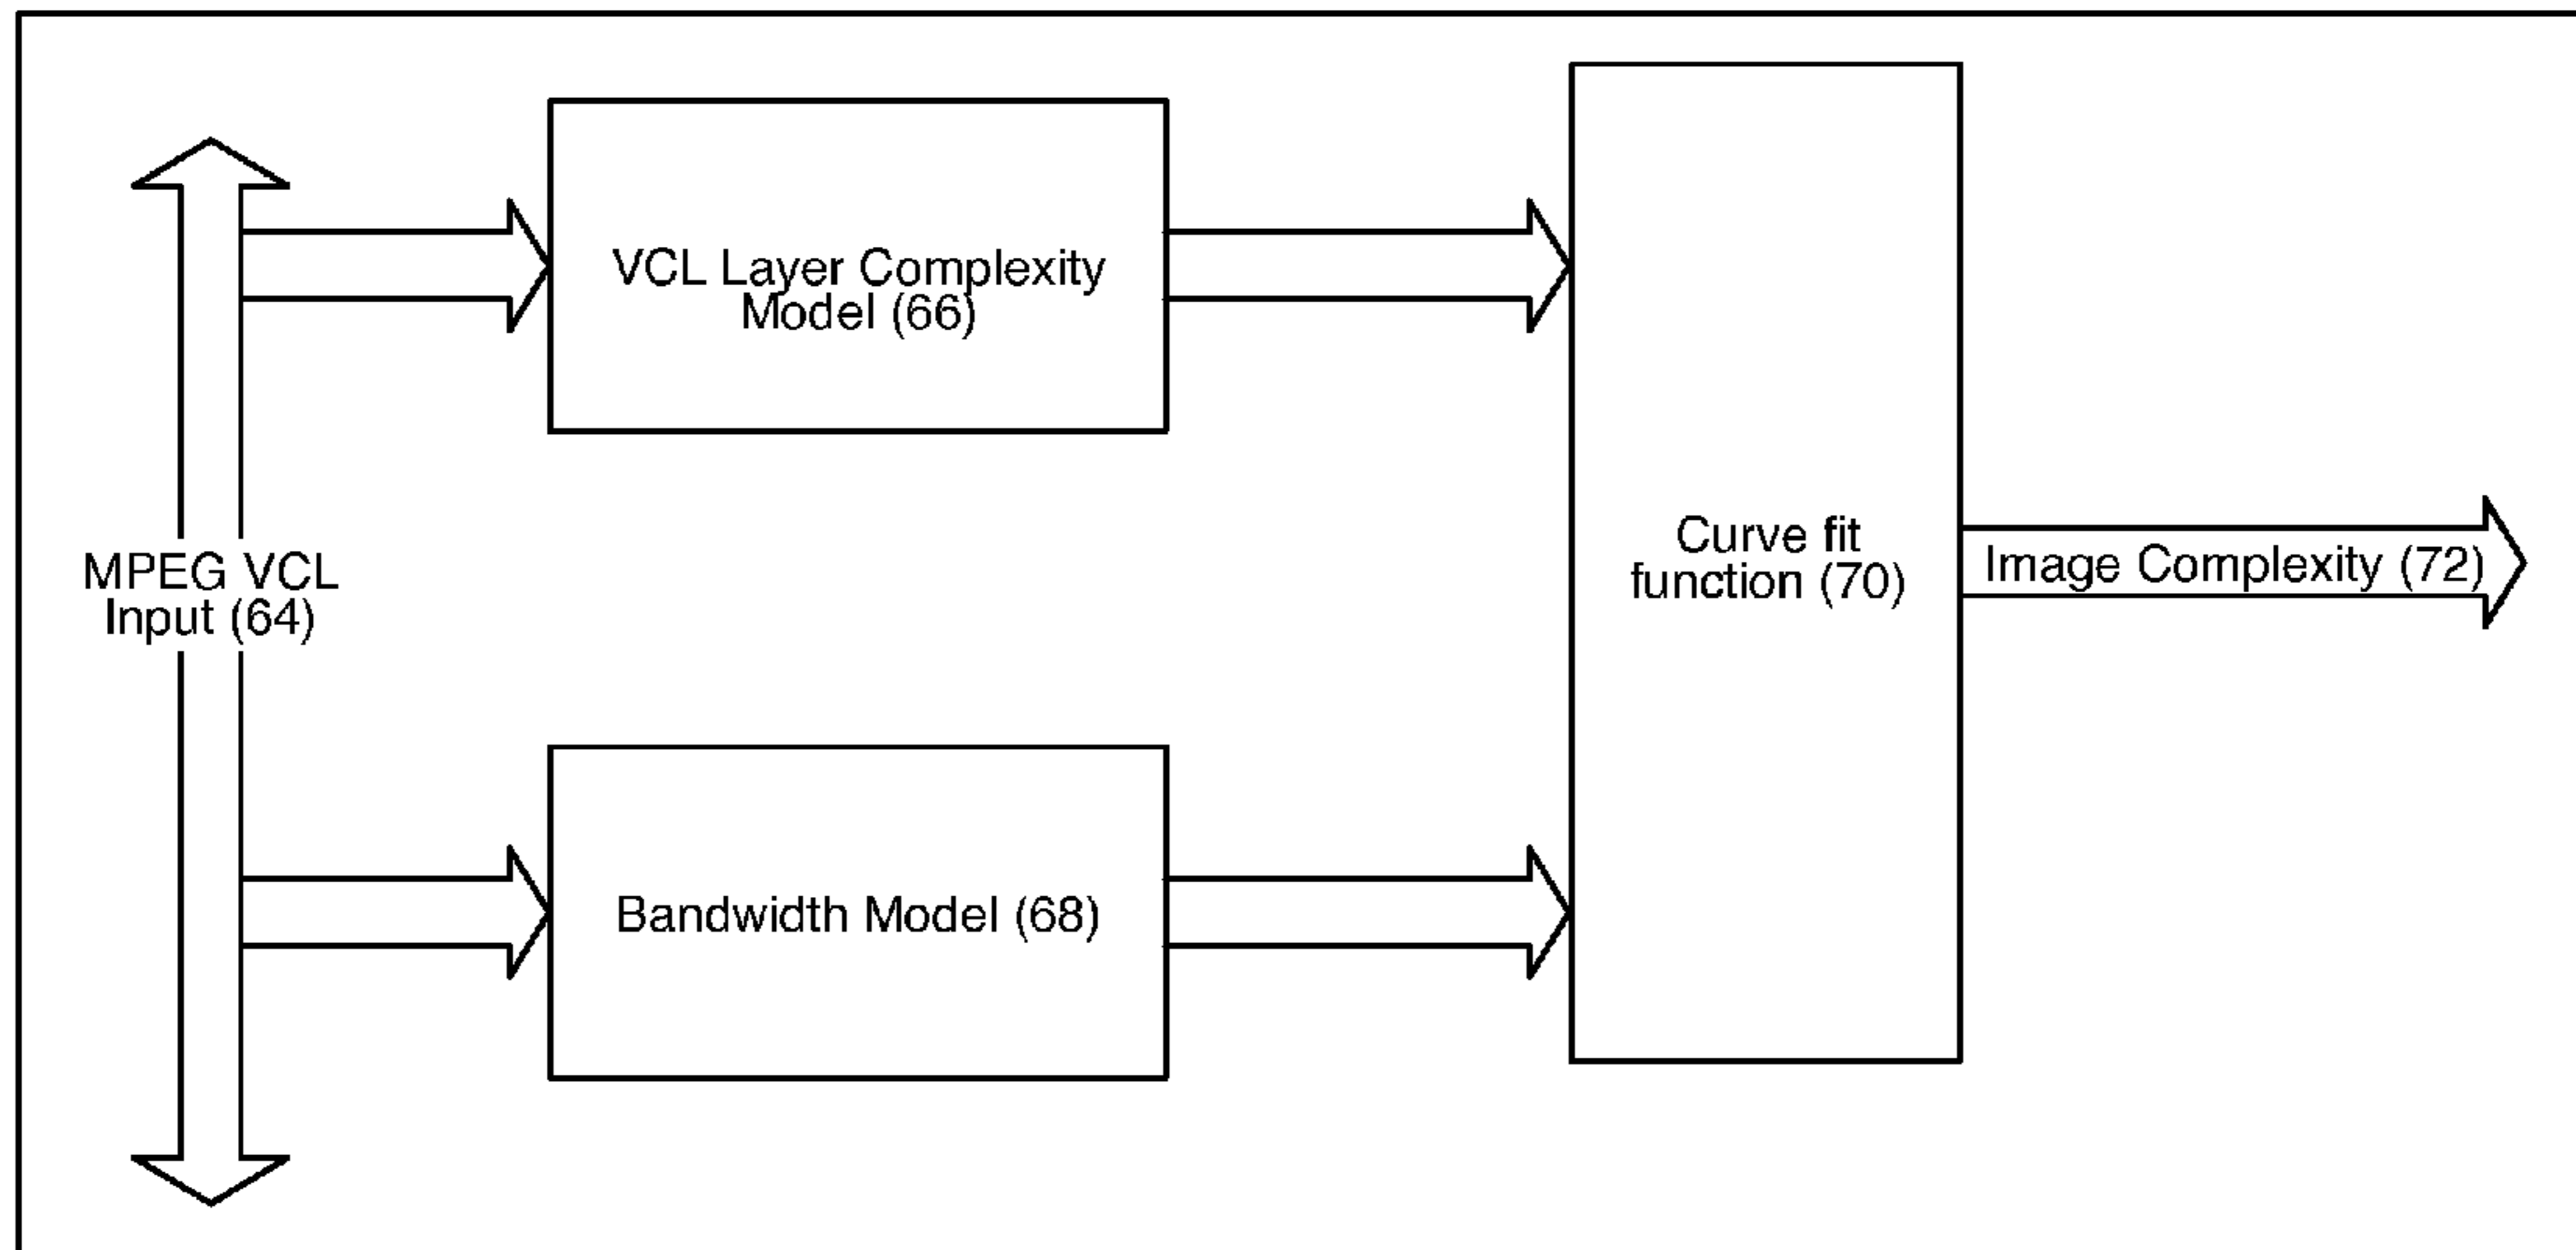 MPEG VCL
Input (64)
VCL Layer Complexity
Model (66)
Bandwidth Model (68)
Curve fit
function (70)
Image Complexity (72)